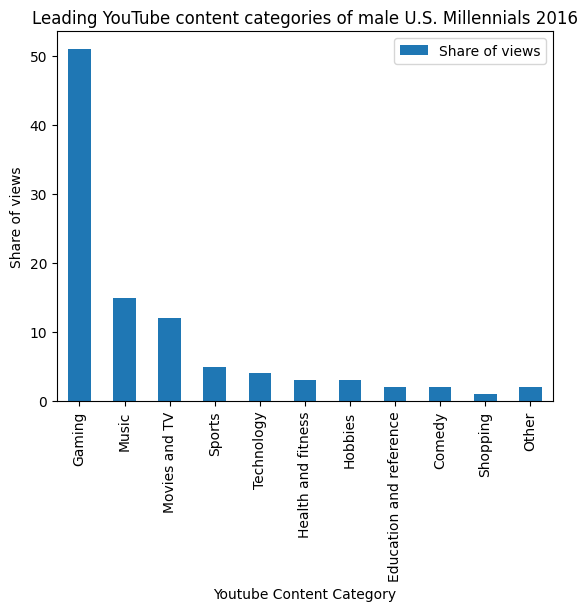 Leading YouTube content categories of male U.S. Millennials 2016
Share of views
Share of views
50
40
30
20
10
0
Gaming
Music
Movies and TV
Sports
Technology
Health and fitness
Hobbies
Education and reference
Comedy
Shopping
Other
Youtube Content Category